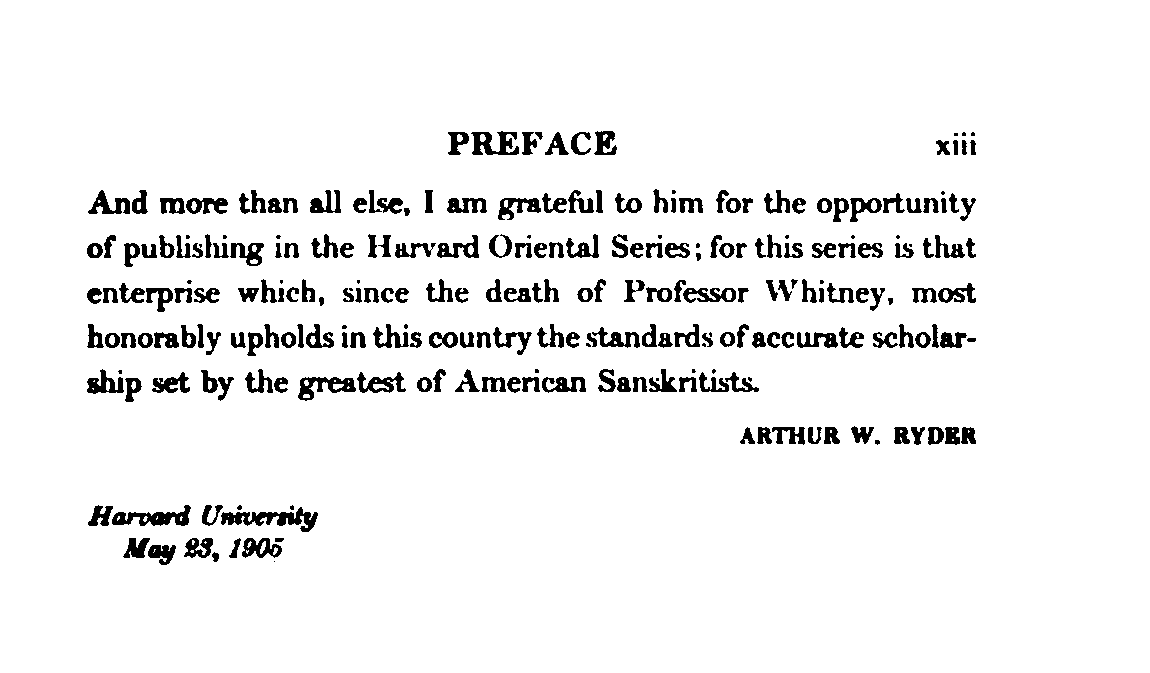 PREFACE xiii
And more than all else, I am grateful to him for the opportunity
of publishing in the Harvard Oriental Series; for this series is that
enterprise which, since the death of Professor Whitney, most
honorably upholds in this country the standards of accurate scholar-
ship set by the greatest of American Sanskritists.
ARTHUR W. RYDER
Harvard University
May 23, 1905